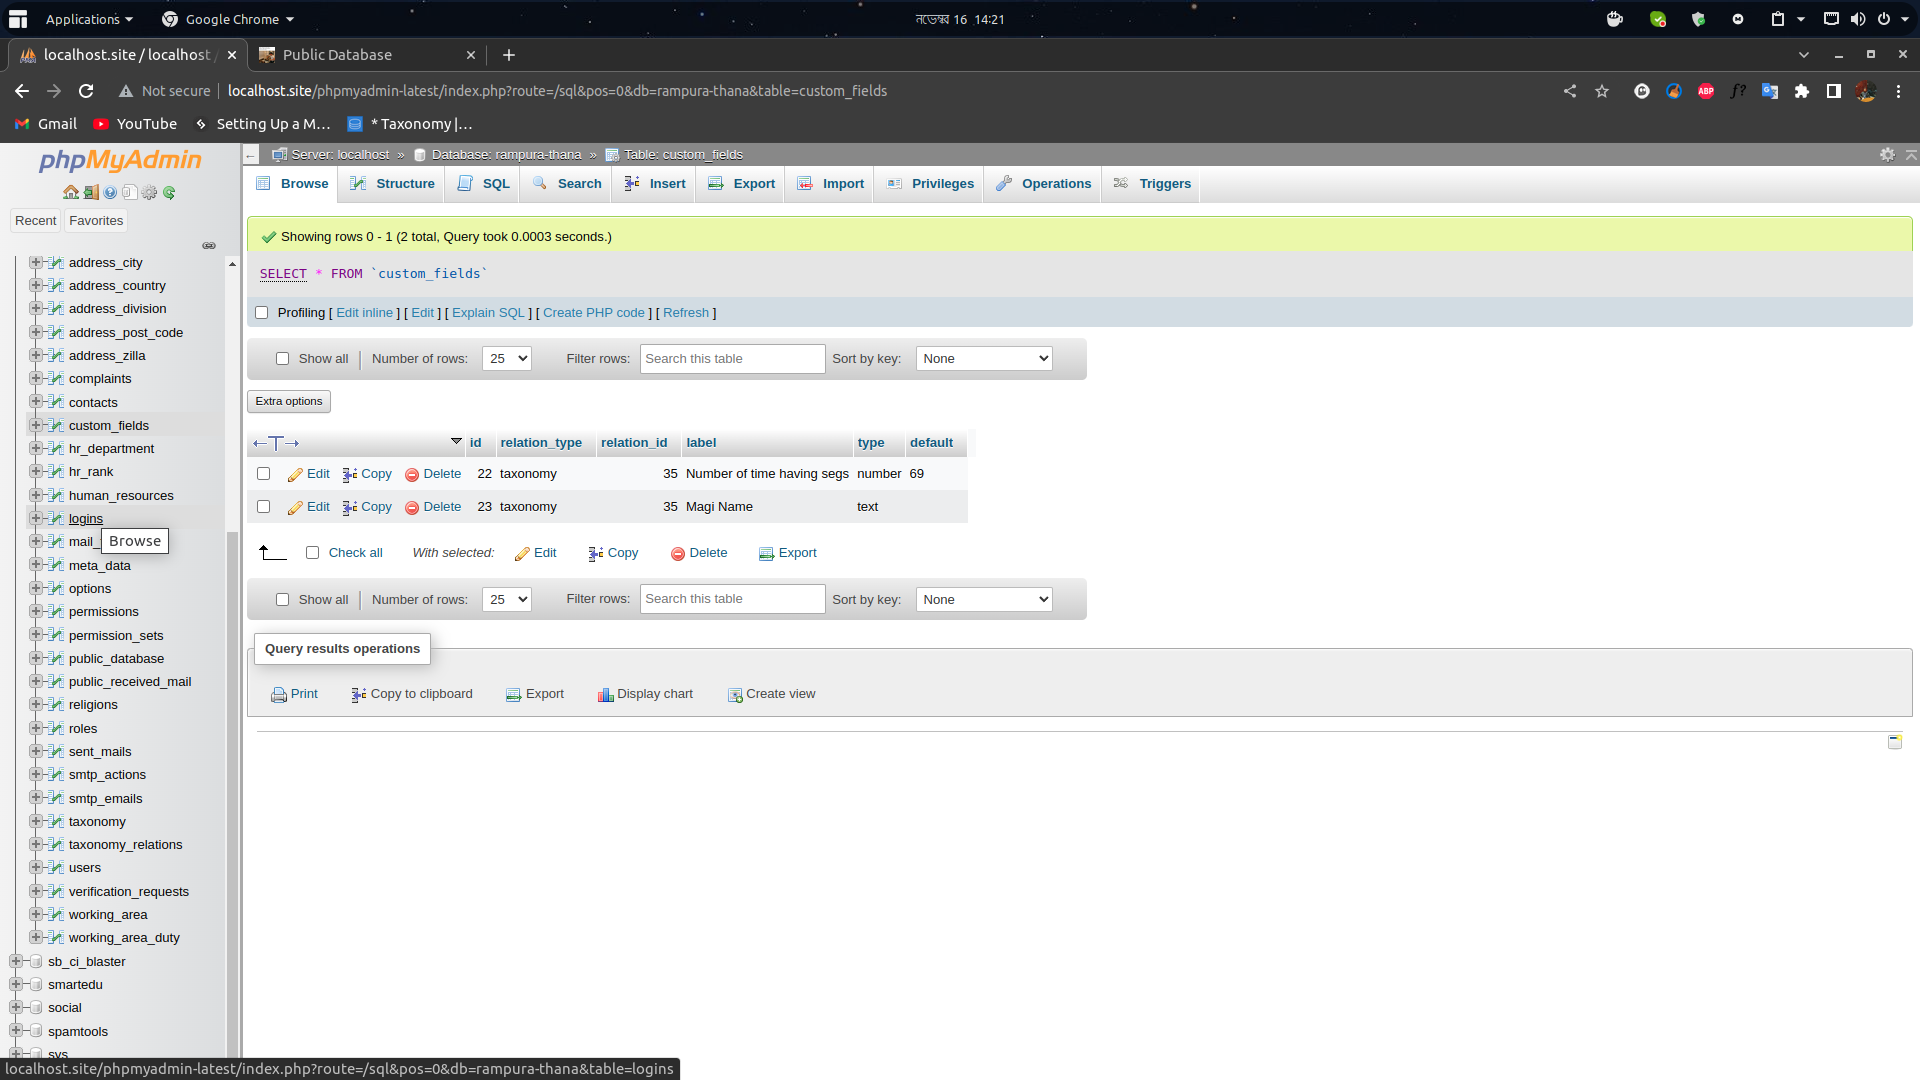 Applications
Google Chrome
নভেম্বর 16 14:21
localhost.site / localhost /
Public Database
Not secure
localhost.site/phpmyadmin-latest/index.php?route=/sql&pos=0&db=rampura-thana&table=custom_fields
ABP
f?
Gmail
YouTube
Setting Up a M...
* Taxonomy |...
phpMyAdmin
Server: localhost » Database: rampura-thana » Table: custom_fields
Browse
Structure
SQL
Search
Insert
Export
Import
Privileges
Operations
Triggers
Recent
Favorites
address_city
address_country
address_division
address_post_code
address_zilla
complaints
contacts
custom_fields
hr_department
hr_rank
human_resources
logins
mail_
Browse
meta_data
options
permissions
permission_sets
public_database
public_received_mail
religions
roles
sent_mails
smtp_actions
smtp_emails
taxonomy
taxonomy_relations
users
verification_requests
working_area
working_area_duty
sb_ci_blaster
smartedu
social
spamtools
sys
Showing rows 0 - 1 (2 total, Query took 0.0003 seconds.)
SELECT * FROM `custom_fields`
Profiling [ Edit inline ] [ Edit ] [ Explain SQL ] [ Create PHP code ] [ Refresh ]
Show all | Number of rows: 25 Filter rows: Search this table Sort by key: None
Extra options
id relation_type relation_id label type default
Edit Copy Delete 22 taxonomy 35 Number of time having segs number 69
Edit Copy Delete 23 taxonomy 35 Magi Name text
Check all With selected: Edit Copy Delete Export
Show all | Number of rows: 25 Filter rows: Search this table Sort by key: None
Query results operations
Print Copy to clipboard Export Display chart Create view
localhost.site/phpmyadmin-latest/index.php?route=/sql&pos=0&db=rampura-thana&table=logins